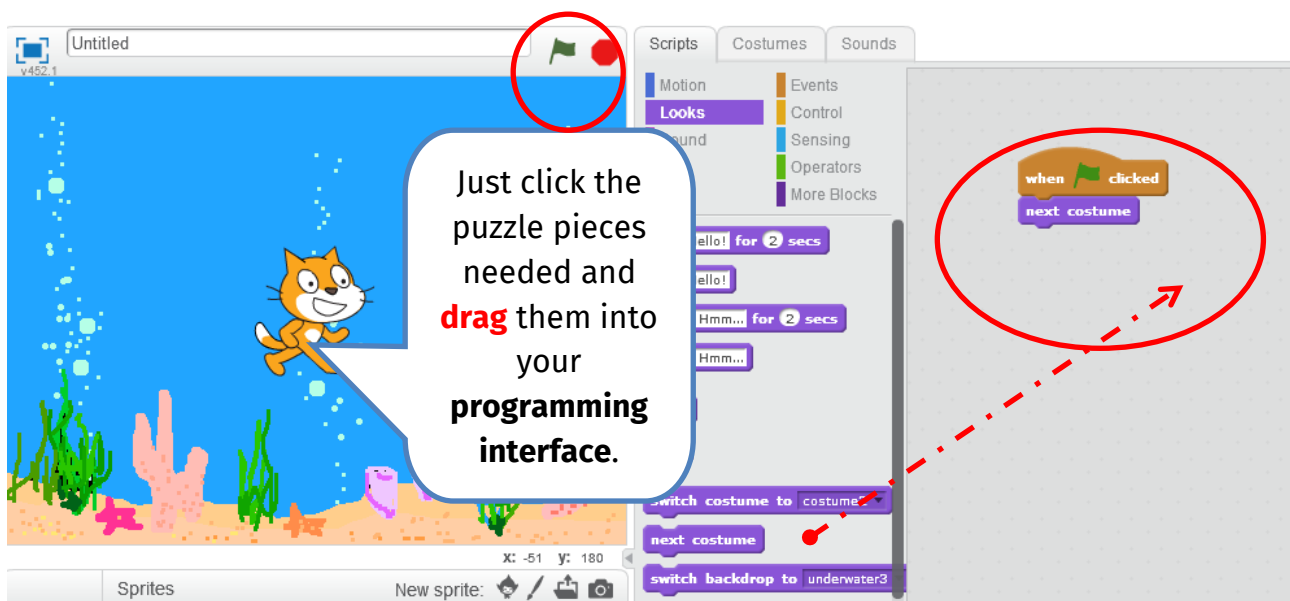 Untitled
v452.1
Scripts
Costumes
Sounds
Motion
Events
Looks
Control
Sensing
Operators
More Blocks
Just click the
puzzle pieces
needed and
drag them into
your
programming
interface.
for 2 secs
Hmm... for 2 secs
Hmm...
switch costume to
next costume
switch backdrop to underwater3
when clicked
next costume
x: -51 y: 180
Sprites
New sprite: